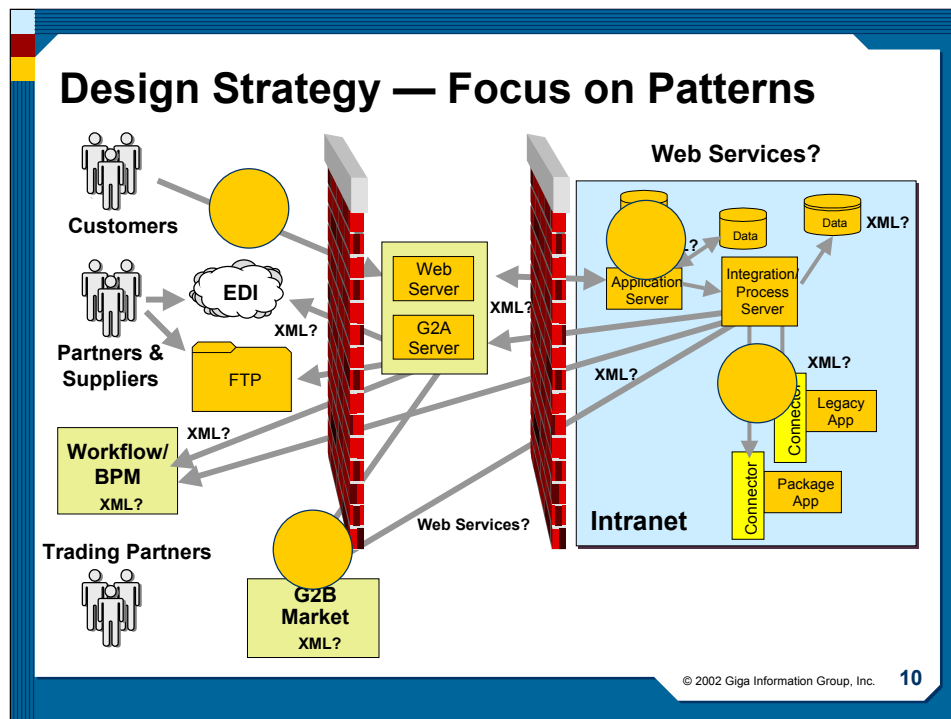 Design Strategy — Focus on Patterns
Web Services?
Customers
Data
XML?
Data
L?
Web
Server
Application
Server
Integration/
Process
Server
EDI
XML?
XML?
G2A
Server
Partners &
Suppliers
FTP
XML?
XML?
Connector
Legacy
App
XML?
Workflow/
BPM
XML?
Connector
Package
App
Web Services?
Intranet
Trading Partners
G2B
Market
XML?
© 2002 Giga Information Group, Inc. 10